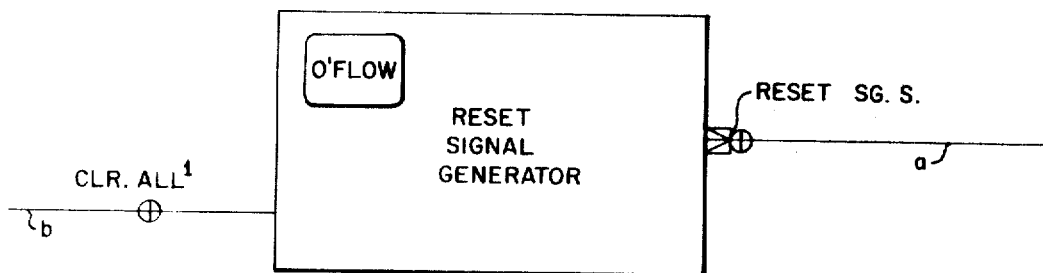 O'FLOW
RESET
SIGNAL
GENERATOR
RESET SG. S.
a
CLR. ALL¹
b